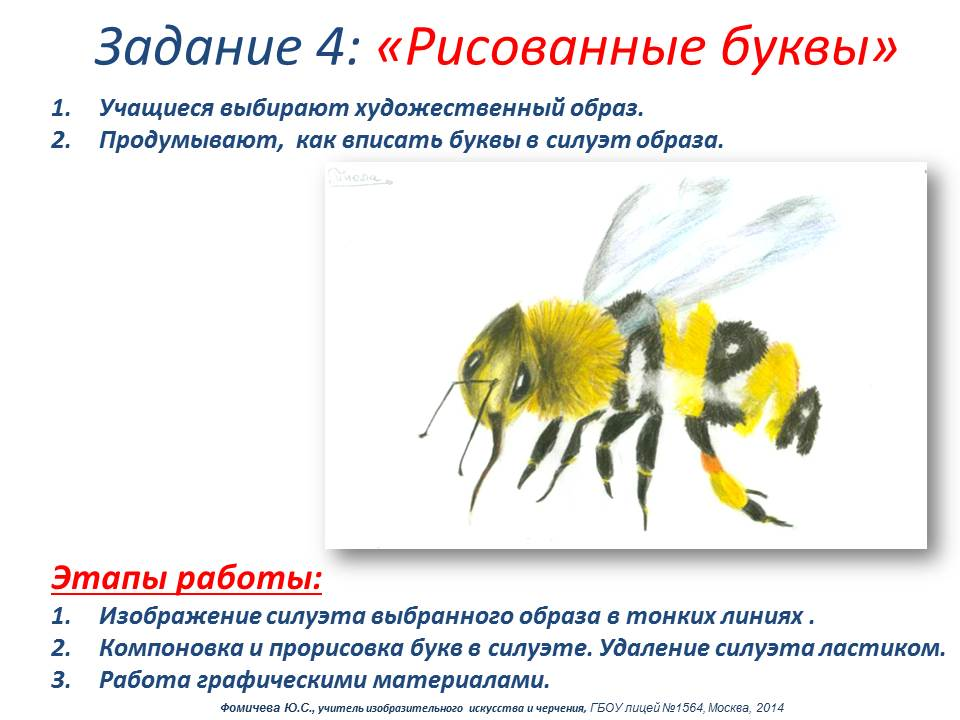 Задание 4: «Рисованные буквы»
1. Учащиеся выбирают художественный образ.
2. Продумывают, как вписать буквы в силуэт образа.
Этапы работы:
1. Изображение силуэта выбранного образа в тонких линиях .
2. Компоновка и прорисовка букв в силуэте. Удаление силуэта ластиком.
3. Работа графическими материалами.
Фомичева Ю.С., учитель изобразительного искусства и черчения, ГБОУ лицей №1564, Москва, 2014